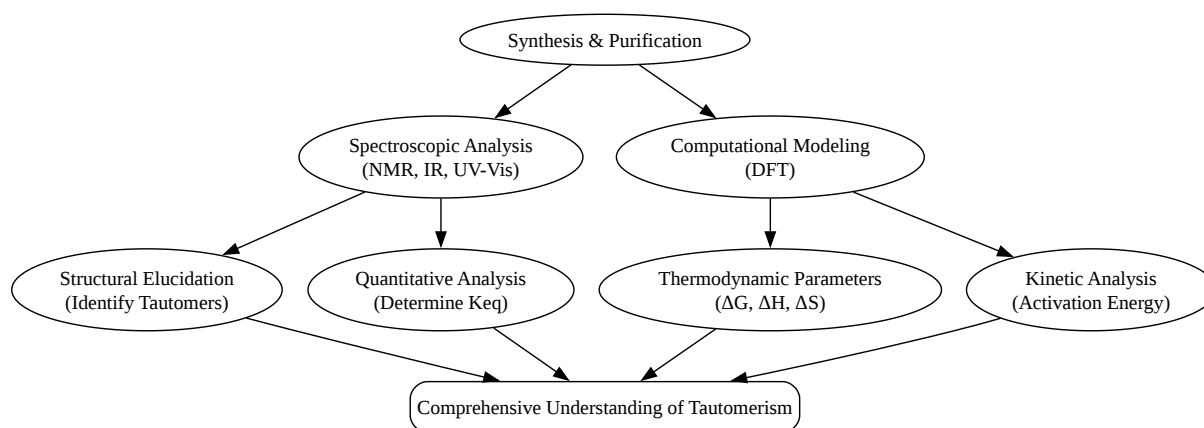 Synthesis & Purification
Spectroscopic Analysis
(NMR, IR, UV-Vis)
Computational Modeling
(DFT)
Structural Elucidation
(Identify Tautomers)
Quantitative Analysis
(Determine Keq)
Thermodynamic Parameters
(ΔG, ΔH, ΔS)
Kinetic Analysis
(Activation Energy)
Comprehensive Understanding of Tautomerism